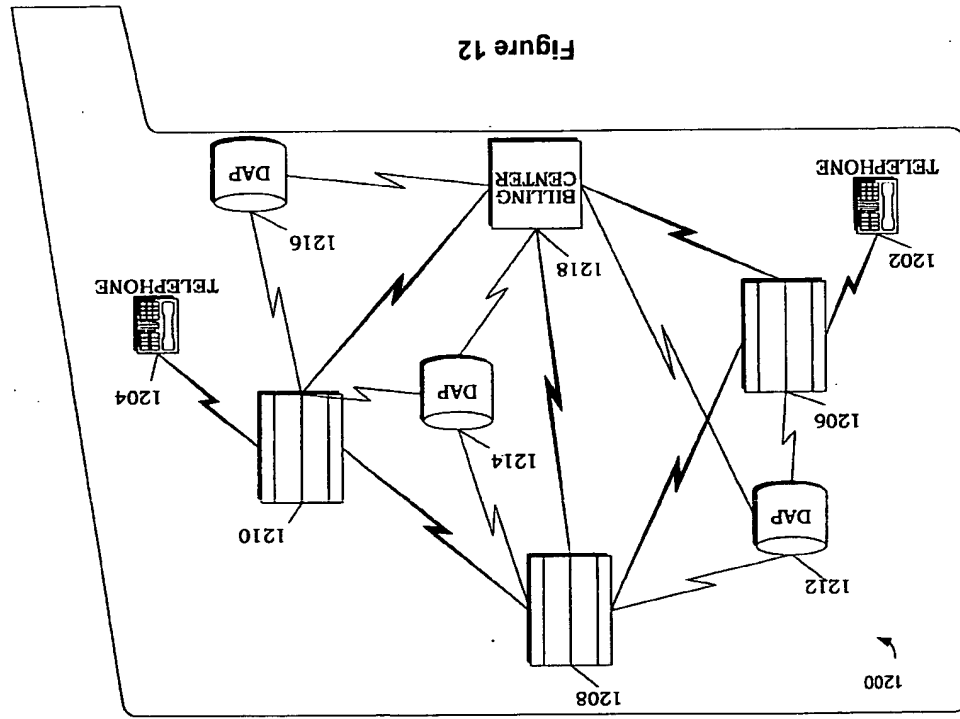 1200
1208
1212
DAP
1210
1206
1214
DAP
1204
TELEPHONE
1202
TELEPHONE
1218
BILLING
CENTER
1216
DAP
Figure 12